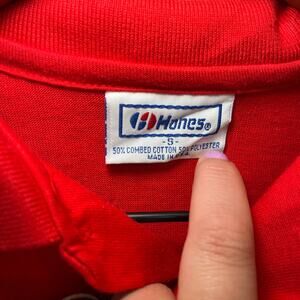 Hanes®
-S-
50% COMBED COTTON 50% POLYESTER
MADE IN U.S.A.